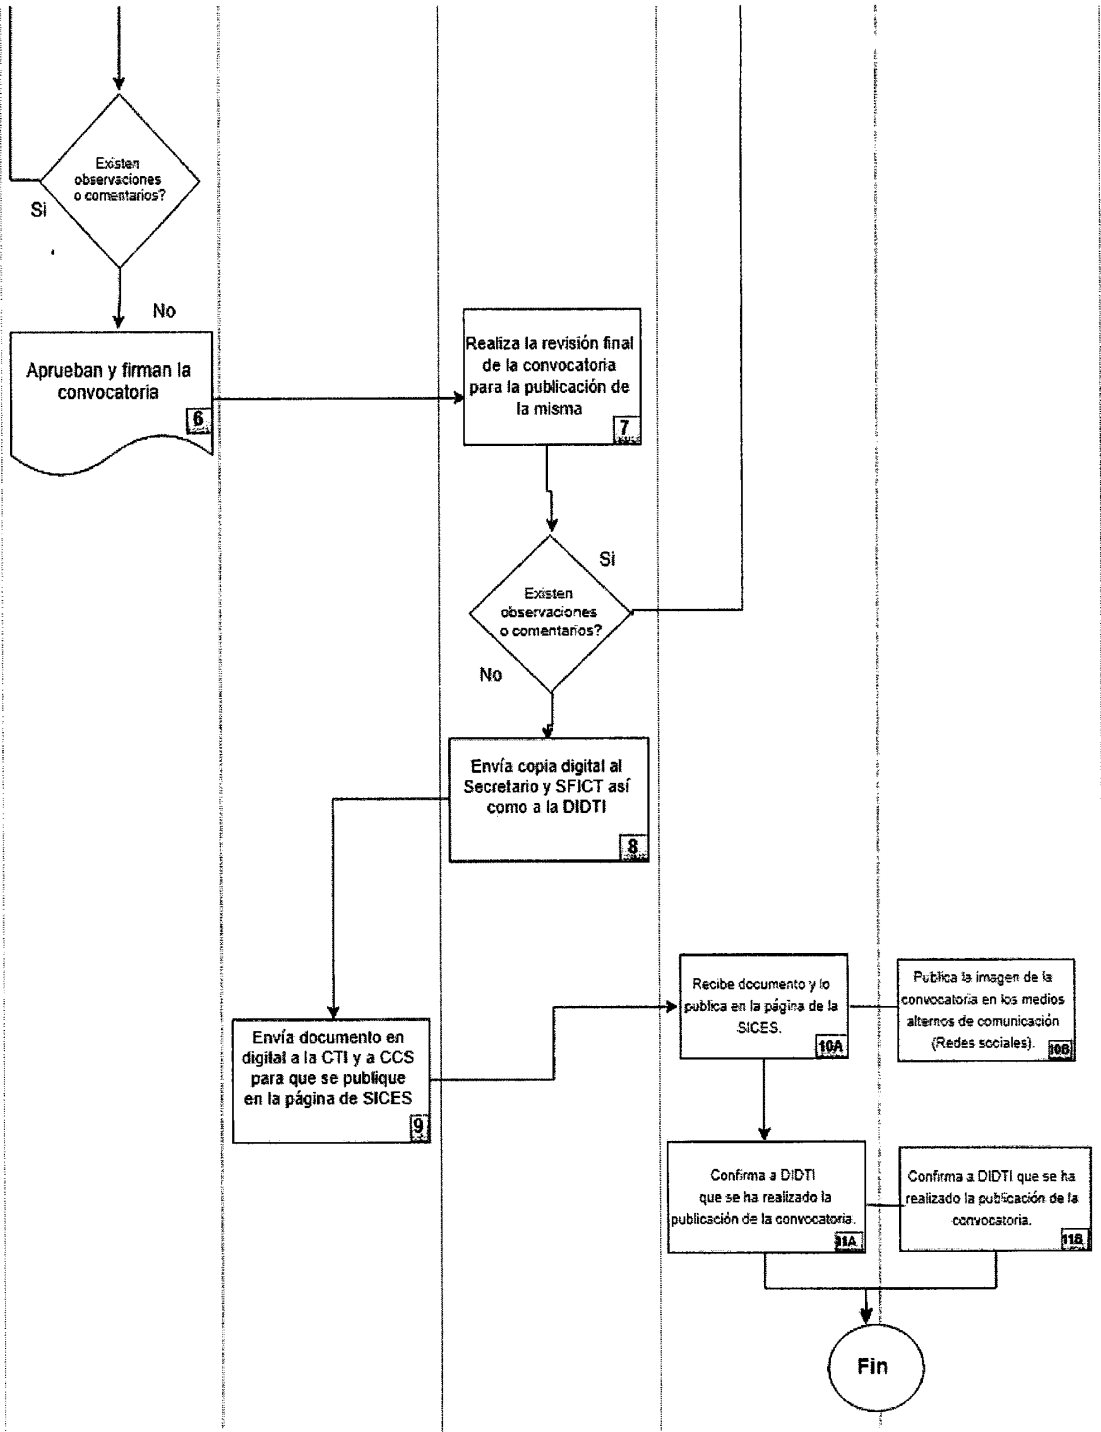 Existen
observaciones
o comentarios?
Si
No
Aprueban y firman la
convocatoria
6
Realiza la revisión final
de la convocatoria
para la publicación de
la misma
7
Si
Existen
observaciones
o comentarios?
No
Envía copia digital al
Secretario y SFICT así
como a la DIDTI
8
Envía documento en
digital a la CTI y a CCS
para que se publique
en la página de SICES
9
Recibe documento y lo
publica en la página de la
SICES.
10A
Publica la imagen de la
convocatoria en los medios
alternos de comunicación
(Redes sociales).
10B
Confirma a DIDTI
que se ha realizado la
publicación de la convocatoria.
11A
Confirma a DIDTI que se ha
realizado la publicación de la
convocatoria.
11B
Fin